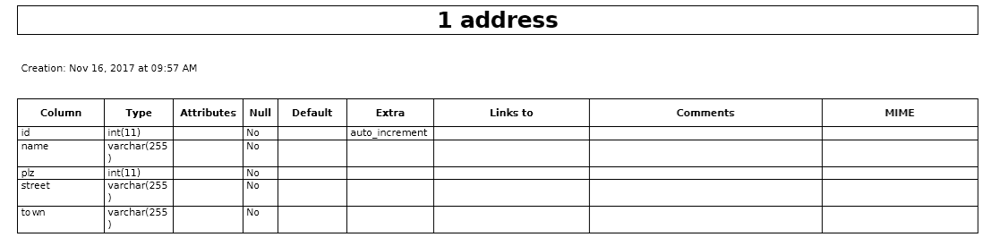 1 address
Creation: Nov 16, 2017 at 09:57 AM
Column Type Attributes Null Default Extra Links to Comments MIME
id int(11) No auto_increment
name varchar(255 No
)
plz int(11) No
street varchar(255 No
)
town varchar(255 No
)